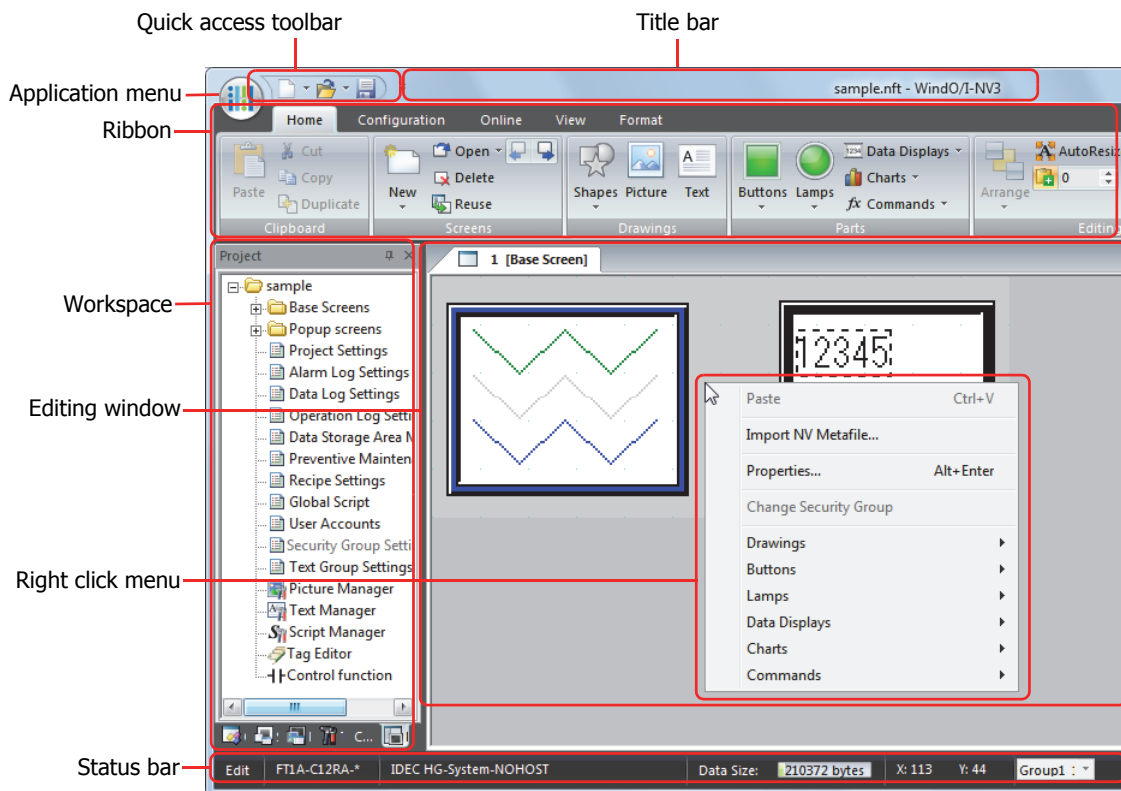 Quick access toolbar
Title bar
Application menu
sample.nft - WindO/I-NV3
Ribbon
Home Configuration Online View Format
Paste
Cut
Copy
Duplicate
Clipboard
New
Open
Delete
Reuse
Screens
Shapes Picture Text
Drawings
Buttons Lamps
1234 Data Displays
Charts
fx Commands
Parts
Arrange
AutoResiz
0
Editing
Workspace
Project
sample
Base Screens
Popup screens
Project Settings
Alarm Log Settings
Data Log Settings
Operation Log Setti
Data Storage Area M
Preventive Mainten
Recipe Settings
Global Script
User Accounts
Security Group Setti
Text Group Settings
Picture Manager
Text Manager
Script Manager
Tag Editor
Control function
C...
Editing window
1 [Base Screen]
12345
Right click menu
Paste Ctrl+V
Import NV Metafile...
Properties... Alt+Enter
Change Security Group
Drawings
Buttons
Lamps
Data Displays
Charts
Commands
Status bar
Edit FT1A-C12RA-* IDEC HG-System-NOHOST Data Size: 210372 bytes X: 113 Y: 44 Group1 :